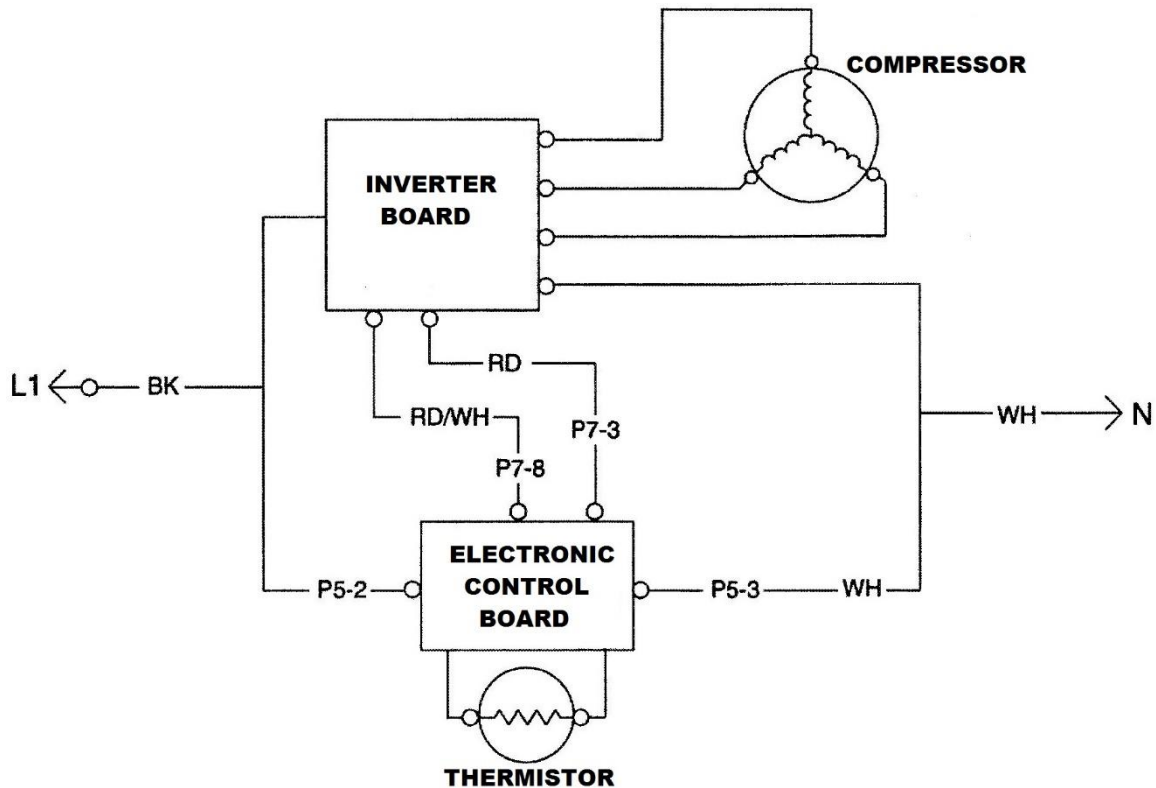 COMPRESSOR
INVERTER
BOARD
L1
BK
RD
RD/WH
P7-3
P7-8
WH
N
ELECTRONIC
CONTROL
BOARD
P5-2
P5-3
WH
THERMISTOR